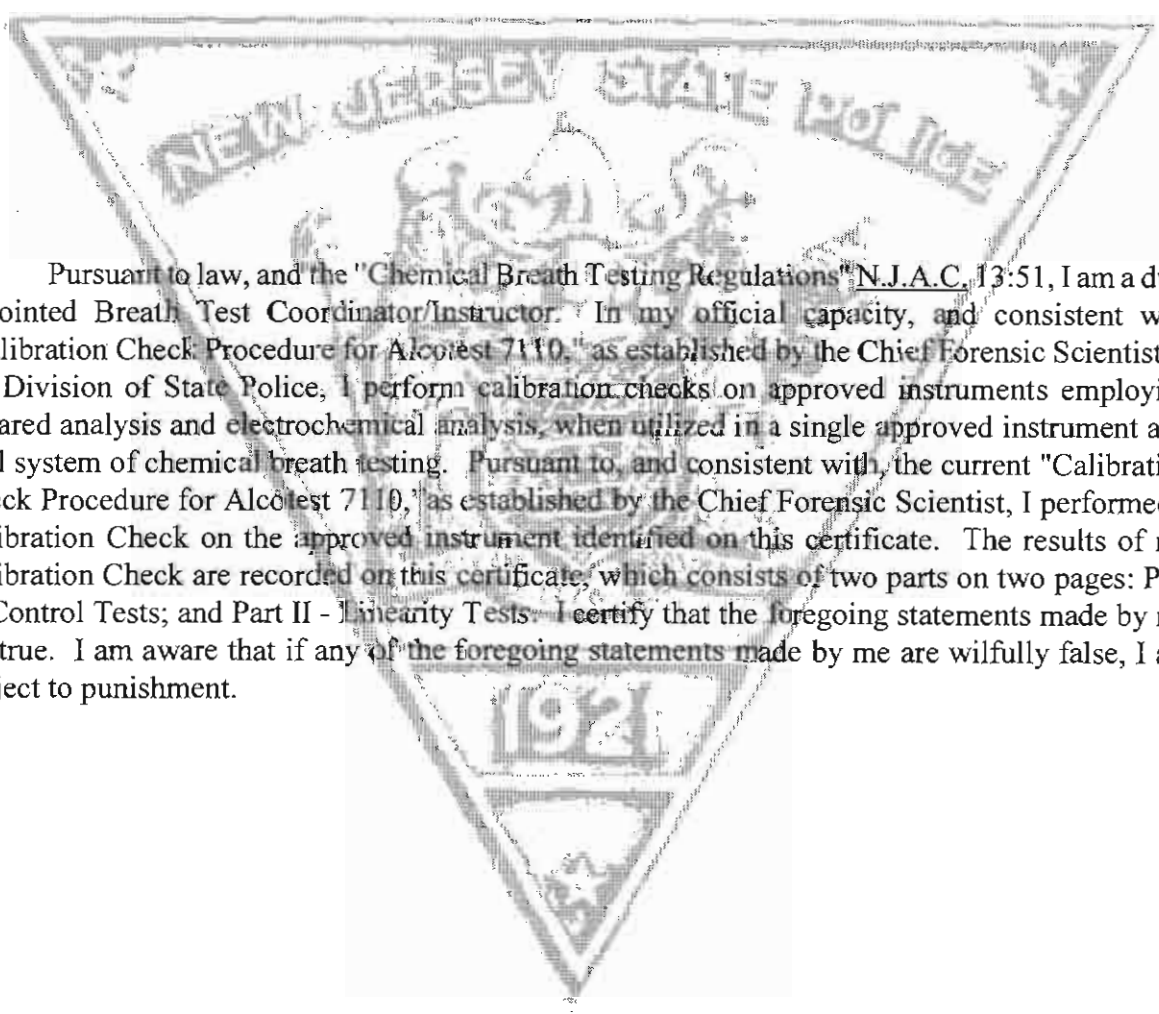 NEW JERSEY STATE POLICE
Pursuant to law, and the "Chemical Breath Testing Regulations" N.J.A.C. 13:51, I am a d
ointed Breath Test Coordinator/Instructor. In my official capacity, and consistent w
libration Check Procedure for Alcotest 7110," as established by the Chief Forensic Scientist
Division of State Police, I perform calibration checks on approved instruments employi
ared analysis and electrochemical analysis, when utilized in a single approved instrument a
l system of chemical breath testing. Pursuant to, and consistent with, the current "Calibrati
ck Procedure for Alcotest 7110," as established by the Chief Forensic Scientist, I performe
ibration Check on the approved instrument identified on this certificate. The results of
ibration Check are recorded on this certificate, which consists of two parts on two pages: P
Control Tests; and Part II - Linearity Tests. I certify that the foregoing statements made by
true. I am aware that if any of the foregoing statements made by me are wilfully false, I a
ject to punishment.
1921